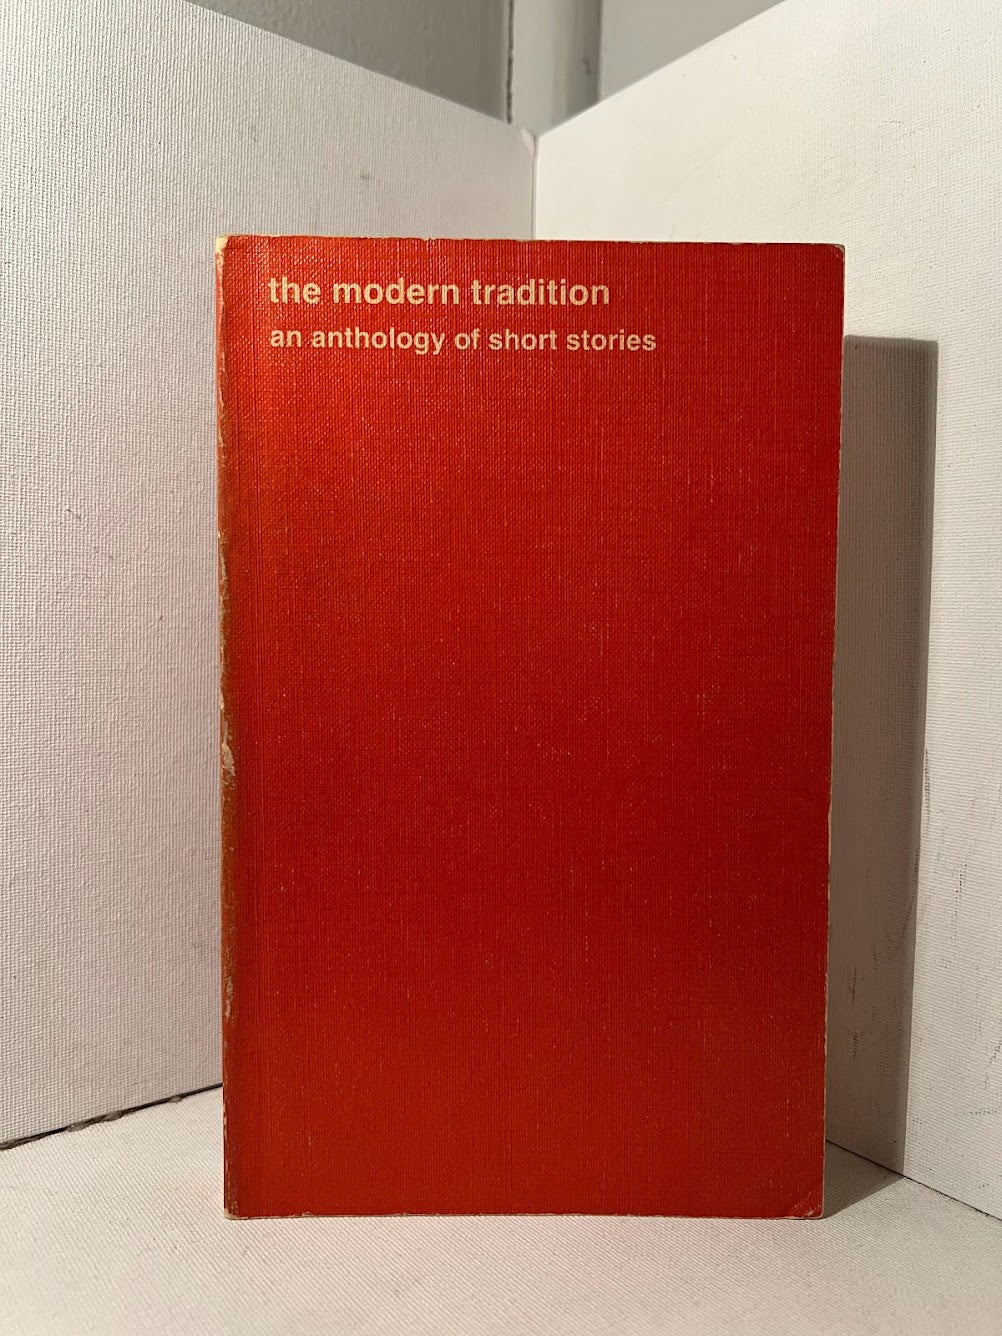 the modern tradition
an anthology of short stories